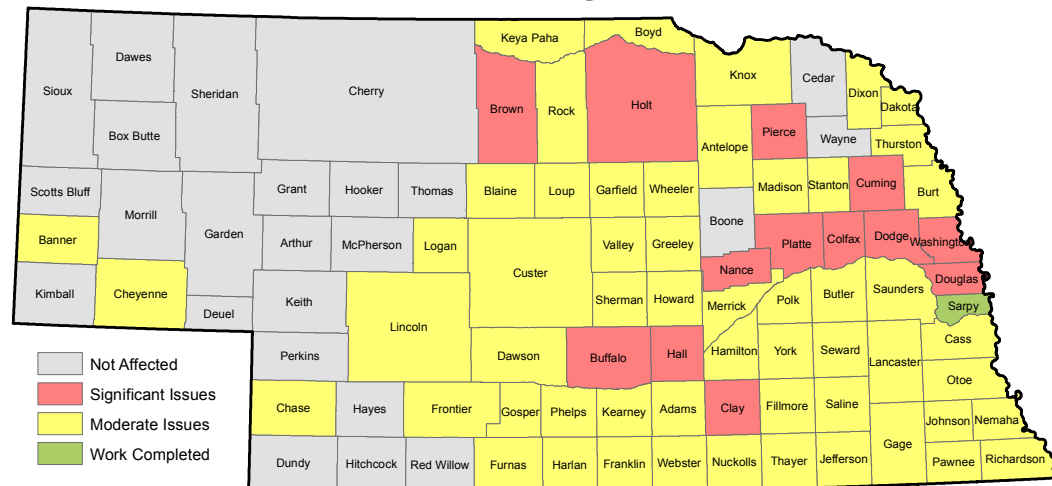 Keya Paha
Boyd
Dawes
Sioux
Sheridan
Cherry
Brown
Rock
Holt
Knox
Cedar
Dixon
Dakota
Box Butte
Antelope
Pierce
Wayne
Thurston
Scotts Bluff
Morrill
Grant
Hooker
Thomas
Blaine
Loup
Garfield
Wheeler
Madison
Stanton
Cuming
Burt
Banner
Garden
Arthur
McPherson
Logan
Custer
Valley
Greeley
Boone
Platte
Colfax
Dodge
Washington
Nance
Douglas
Kimball
Cheyenne
Deuel
Keith
Lincoln
Sherman
Howard
Merrick
Polk
Butler
Saunders
Sarpy
Perkins
Dawson
Buffalo
Hall
Hamilton
York
Seward
Lancaster
Cass
Otoe
Chase
Hayes
Frontier
Gosper
Phelps
Kearney
Adams
Clay
Fillmore
Saline
Gage
Johnson
Nemaha
Dundy
Hitchcock
Red Willow
Furnas
Harlan
Franklin
Webster
Nuckolls
Thayer
Jefferson
Pawnee
Richardson
Not Affected
Significant Issues
Moderate Issues
Work Completed